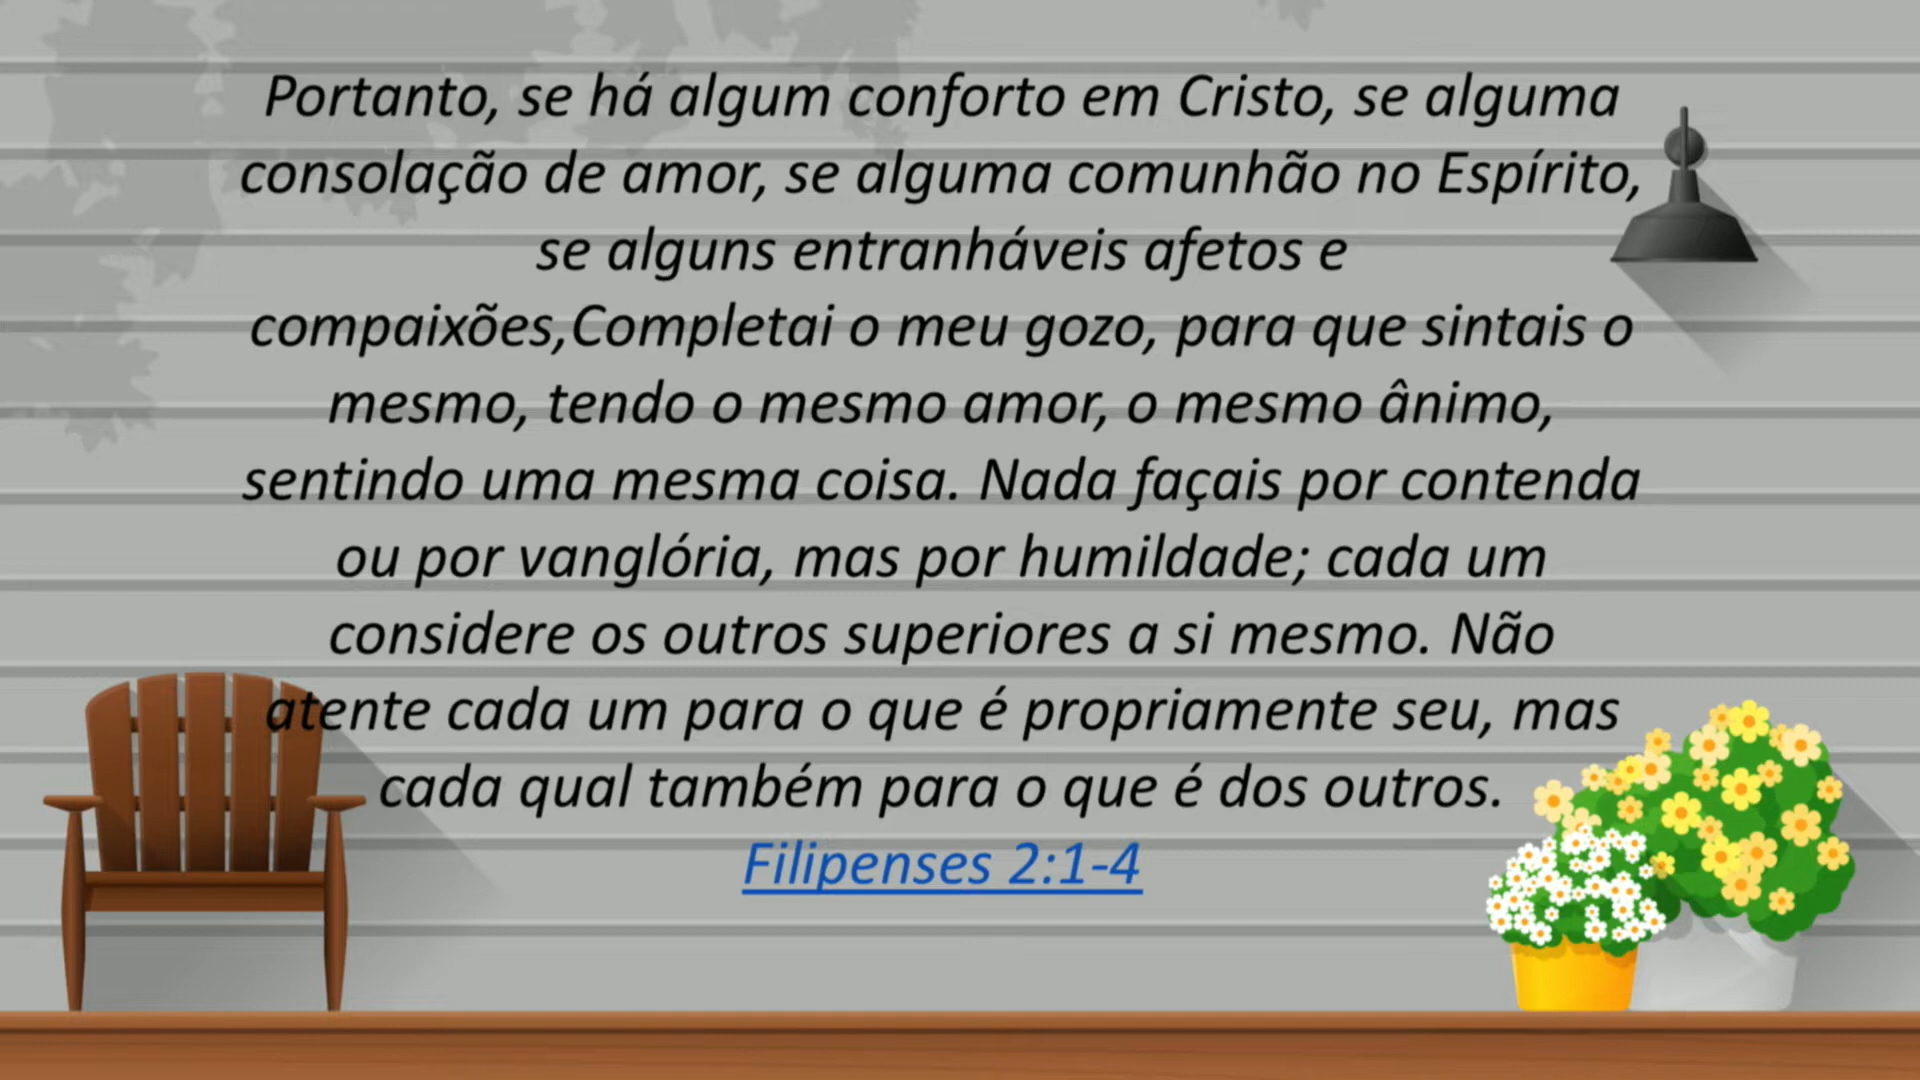 Portanto, se há algum conforto em Cristo, se alguma
consolação de amor, se alguma comunhão no Espírito,
se alguns entranháveis afetos e
compaixões,Completai o meu gozo, para que sintais o
mesmo, tendo o mesmo amor, o mesmo ânimo,
sentindo uma mesma coisa. Nada façais por contenda
ou por vanglória, mas por humildade; cada um
considere os outros superiores a si mesmo. Não
atente cada um para o que é propriamente seu, mas
cada qual também para o que é dos outros.
Filipenses 2:1-4